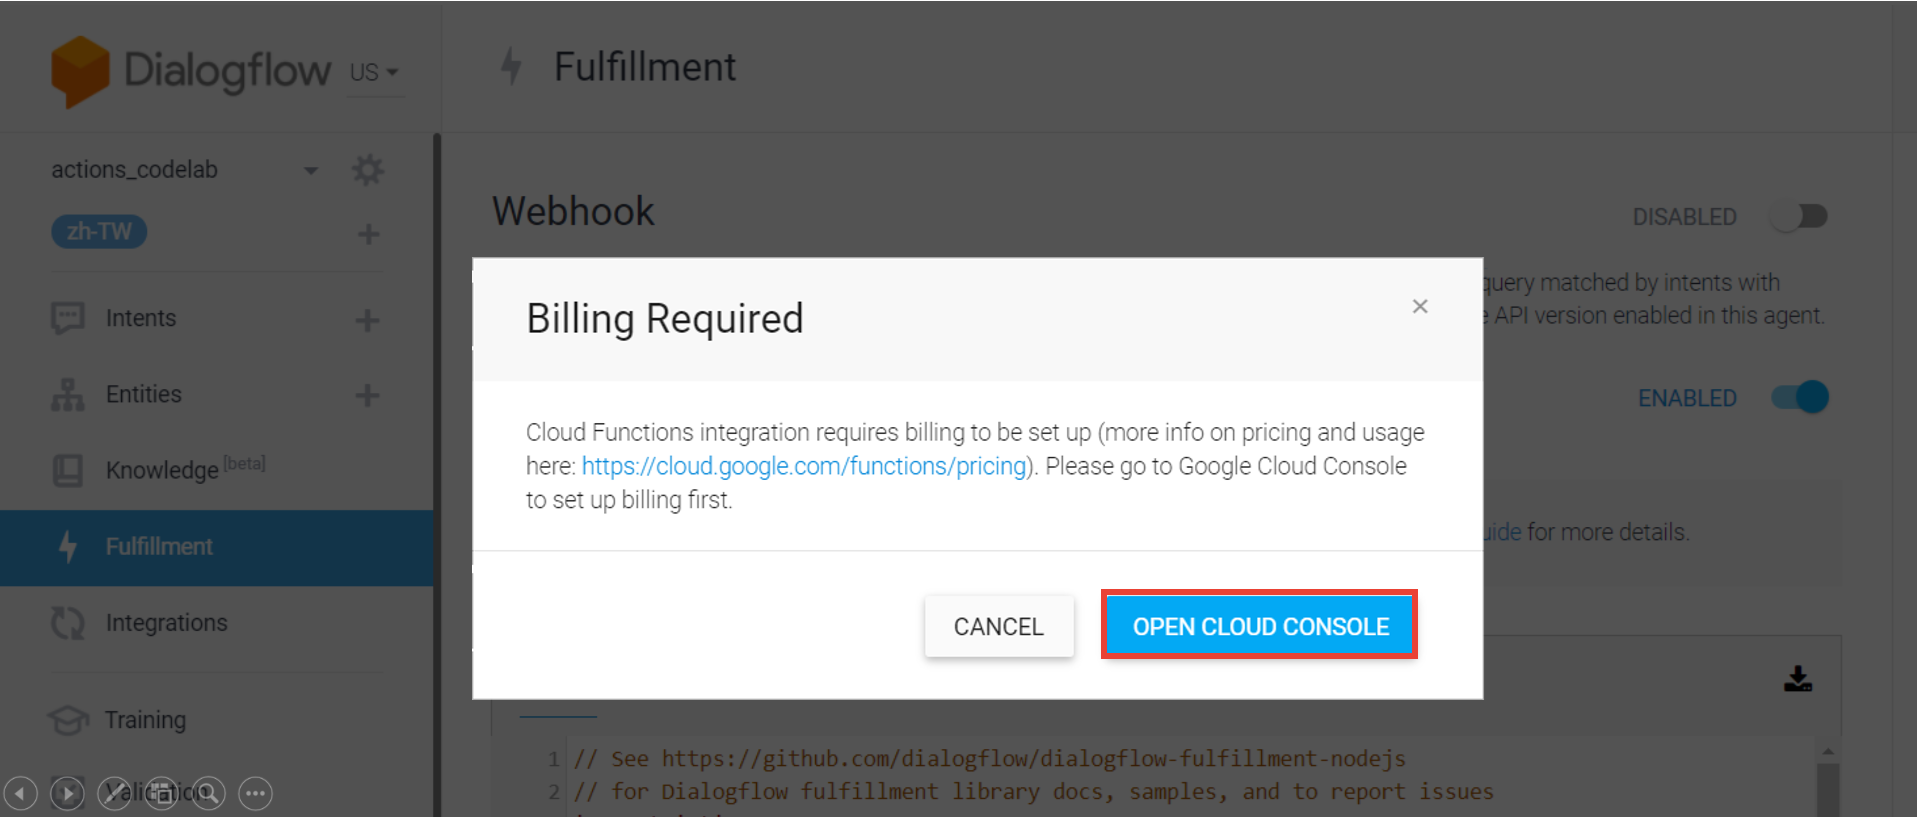 Dialogflow US
Fulfillment
actions_codelab
zh-TW
Intents
Entities
Knowledge [beta]
Fulfillment
Integrations
Training
Validation
Webhook
DISABLED
query matched by intents with
API version enabled in this agent.
ENABLED
Billing Required
×
Cloud Functions integration requires billing to be set up (more info on pricing and usage
here: https://cloud.google.com/functions/pricing). Please go to Google Cloud Console
to set up billing first.
CANCEL
OPEN CLOUD CONSOLE
for more details.
1 // See https://github.com/dialogflow/dialogflow-fulfillment-nodejs
2 // for Dialogflow fulfillment library docs, samples, and to report issues